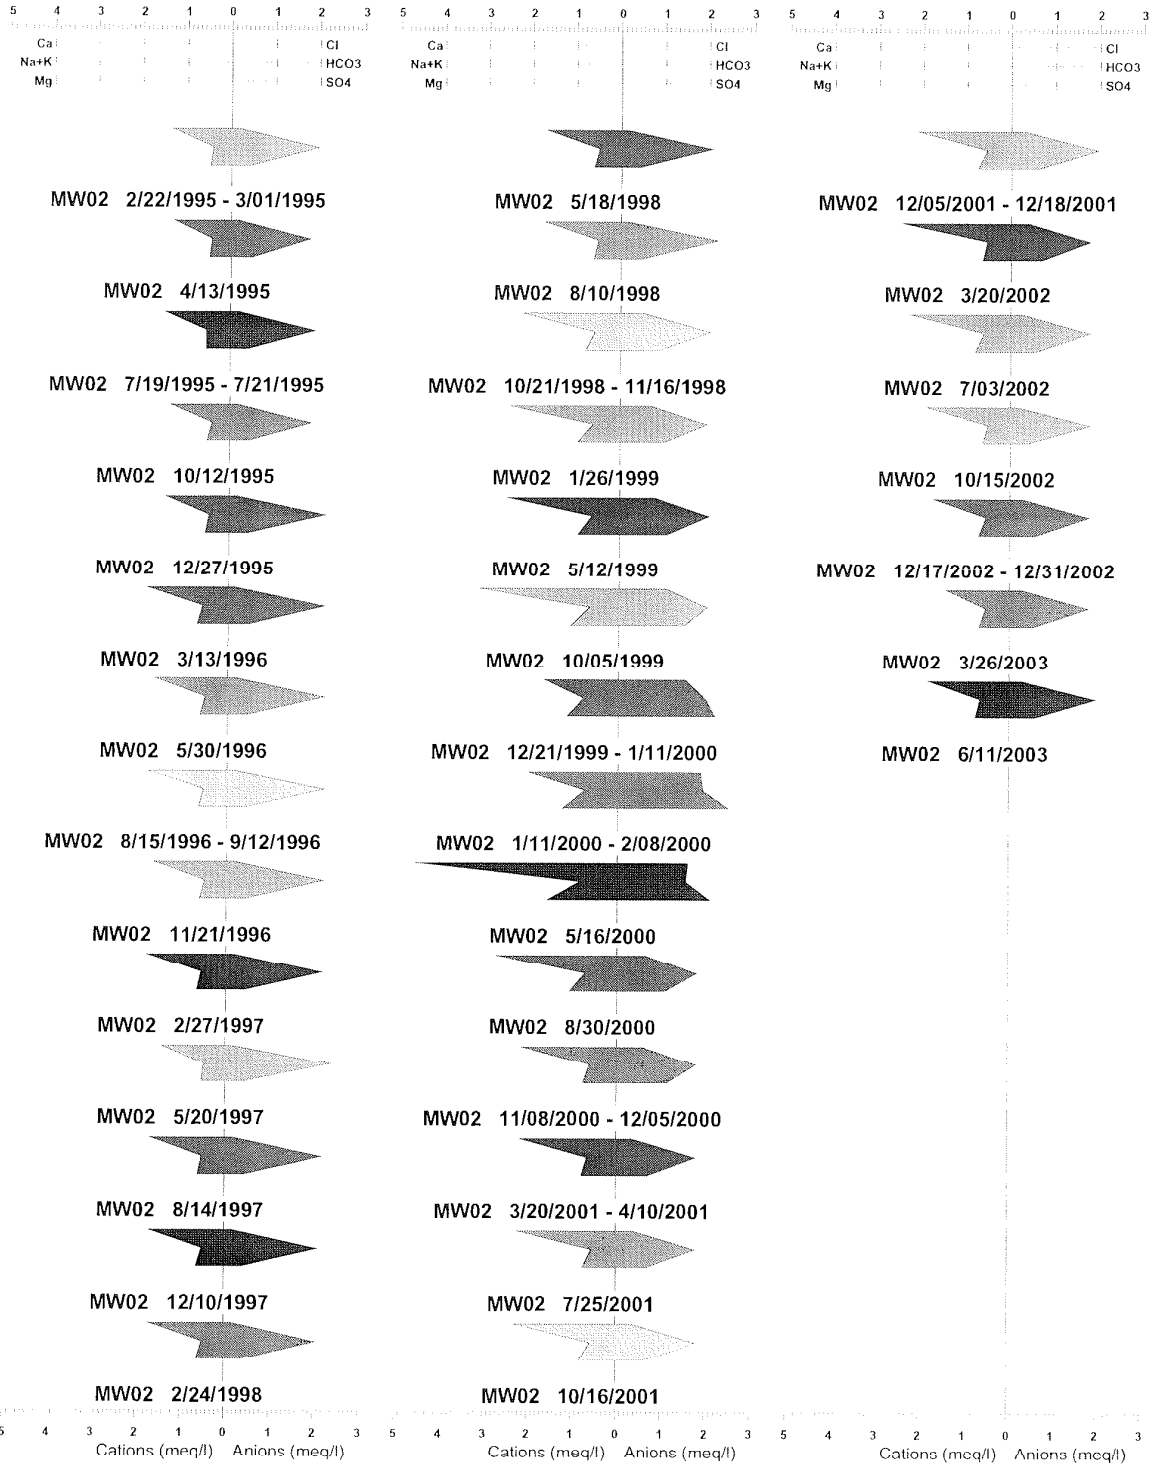 5 4 3 2 1 0 1 2 3
Ca Cl
Na+K HCO3
Mg SO4
MW02 2/22/1995 - 3/01/1995
MW02 4/13/1995
MW02 7/19/1995 - 7/21/1995
MW02 10/12/1995
MW02 12/27/1995
MW02 3/13/1996
MW02 5/30/1996
MW02 8/15/1996 - 9/12/1996
MW02 11/21/1996
MW02 2/27/1997
MW02 5/20/1997
MW02 8/14/1997
MW02 12/10/1997
MW02 2/24/1998
5 4 3 2 1 0 1 2 3
Cations (meq/l) Anions (meq/l)
5 4 3 2 1 0 1 2 3
Ca Cl
Na+K HCO3
Mg SO4
MW02 5/18/1998
MW02 8/10/1998
MW02 10/21/1998 - 11/16/1998
MW02 1/26/1999
MW02 5/12/1999
MW02 10/05/1999
MW02 12/21/1999 - 1/11/2000
MW02 1/11/2000 - 2/08/2000
MW02 5/16/2000
MW02 8/30/2000
MW02 11/08/2000 - 12/05/2000
MW02 3/20/2001 - 4/10/2001
MW02 7/25/2001
MW02 10/16/2001
5 4 3 2 1 0 1 2 3
Cations (meq/l) Anions (meq/l)
5 4 3 2 1 0 1 2 3
Ca Cl
Na+K HCO3
Mg SO4
MW02 12/05/2001 - 12/18/2001
MW02 3/20/2002
MW02 7/03/2002
MW02 10/15/2002
MW02 12/17/2002 - 12/31/2002
MW02 3/26/2003
MW02 6/11/2003
5 4 3 2 1 0 1 2 3
Cations (meq/l) Anions (meq/l)